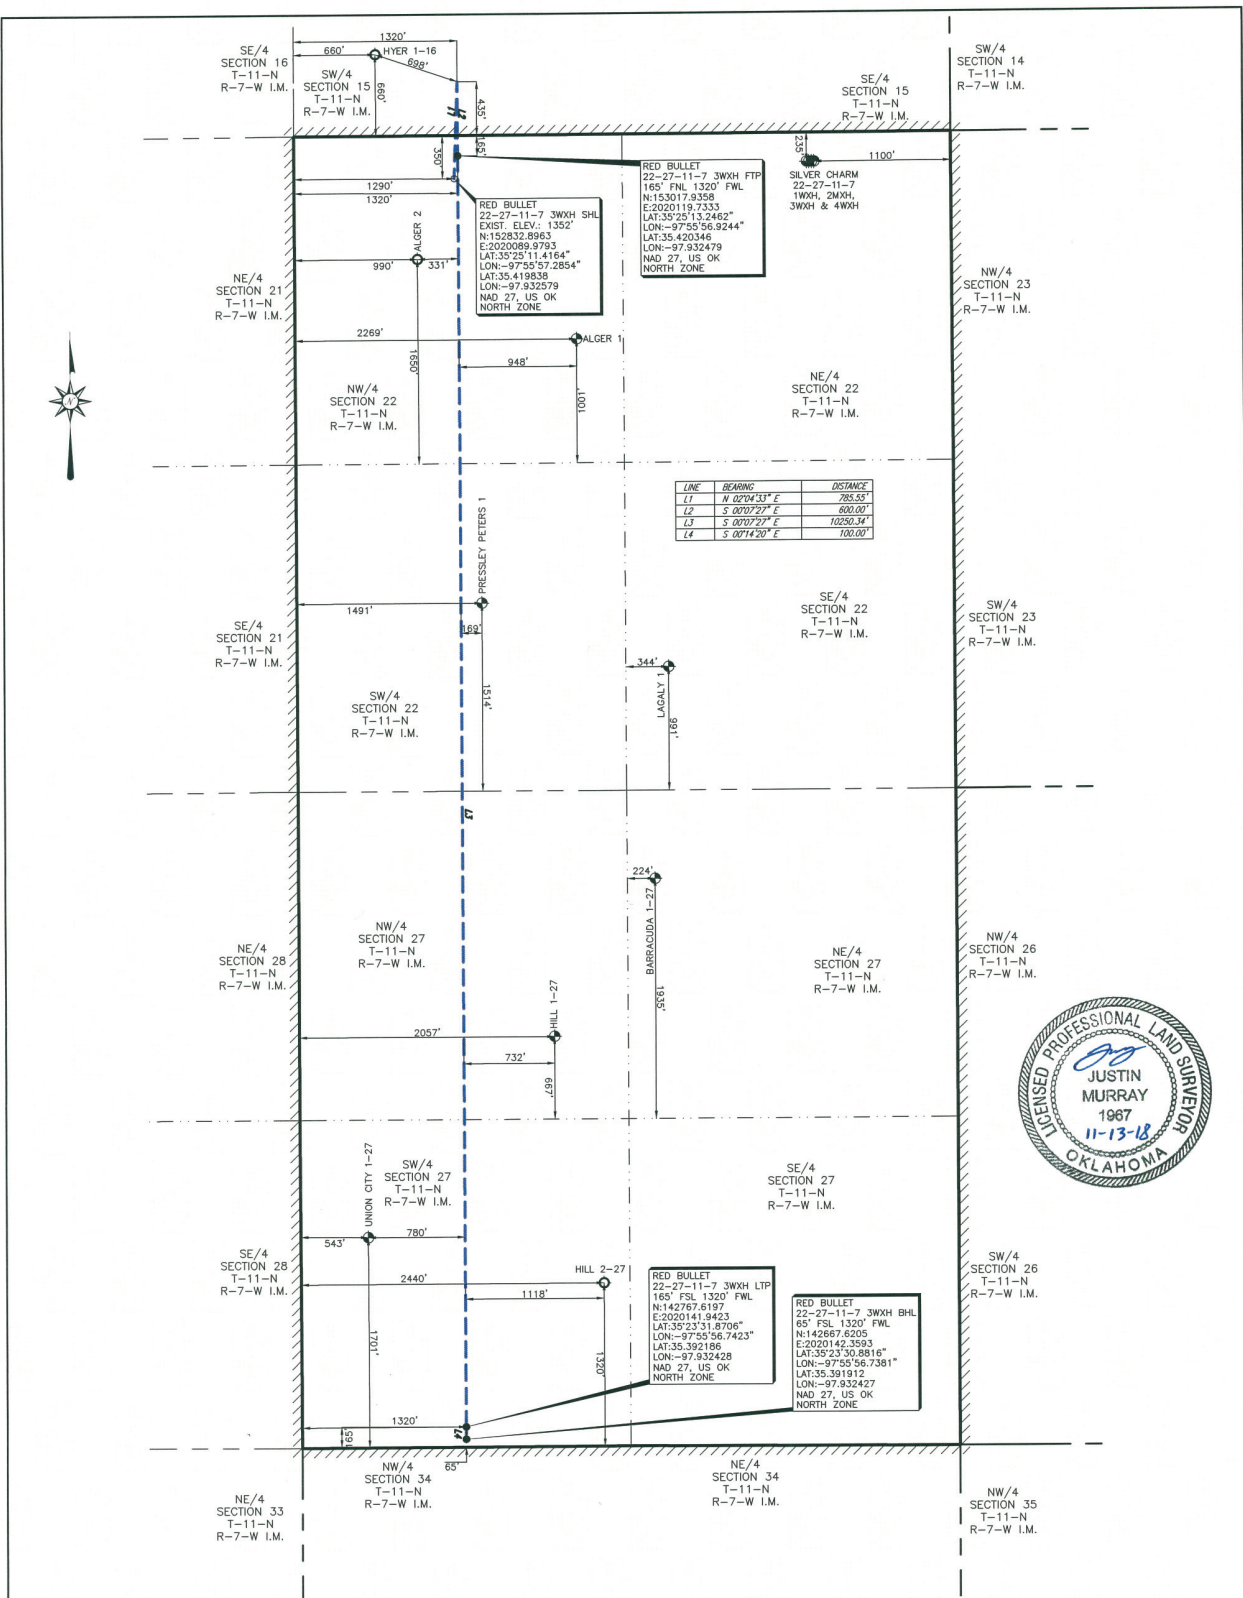 1320'
660'
HYER 1-16
698'
660'
435'
165'
350'
L1
L2
SE/4
SECTION 16
T-11-N
R-7-W I.M.
SW/4
SECTION 15
T-11-N
R-7-W I.M.
SE/4
SECTION 15
T-11-N
R-7-W I.M.
SW/4
SECTION 14
T-11-N
R-7-W I.M.
235'
1100'
SILVER CHARM
22-27-11-7
1WXH, 2MXH,
3WXH & 4WXH
RED BULLET
22-27-11-7 3WXH FTP
165' FNL 1320' FWL
N:153017.9358
E:2020119.7333
LAT:35°25'13.2462"
LON:-97°55'56.9244"
LAT:35.420346
LON:-97.932479
NAD 27, US OK
NORTH ZONE
1290'
1320'
RED BULLET
22-27-11-7 3WXH SHL
EXIST. ELEV.: 1352'
N:152832.8963
E:2020089.9793
LAT:35°25'11.4164"
LON:-97°55'57.2854"
LAT:35.419838
LON:-97.932579
NAD 27, US OK
NORTH ZONE
ALGER 2
990'
331'
1650'
NE/4
SECTION 21
T-11-N
R-7-W I.M.
NW/4
SECTION 23
T-11-N
R-7-W I.M.
2269'
ALGER 1
948'
1001'
N
NW/4
SECTION 22
T-11-N
R-7-W I.M.
NE/4
SECTION 22
T-11-N
R-7-W I.M.
LINE BEARING DISTANCE
L1 N 02°04'33" E 785.55'
L2 S 00°07'27" E 600.00'
L3 S 00°07'27" E 10250.34'
L4 S 00°14'20" E 100.00'
PRESSLEY PETERS 1
1491'
169'
1514'
SE/4
SECTION 22
T-11-N
R-7-W I.M.
SE/4
SECTION 21
T-11-N
R-7-W I.M.
SW/4
SECTION 23
T-11-N
R-7-W I.M.
344'
LAGALY 1
991'
SW/4
SECTION 22
T-11-N
R-7-W I.M.
L3
224'
BARRACUDA 1-27
1935'
NW/4
SECTION 27
T-11-N
R-7-W I.M.
NE/4
SECTION 28
T-11-N
R-7-W I.M.
NE/4
SECTION 27
T-11-N
R-7-W I.M.
NW/4
SECTION 26
T-11-N
R-7-W I.M.
HILL 1-27
2057'
732'
667'
LICENSED PROFESSIONAL LAND SURVEYOR
JUSTIN
MURRAY
1967
11-13-18
OKLAHOMA
UNION CITY 1-27
SW/4
SECTION 27
T-11-N
R-7-W I.M.
SE/4
SECTION 27
T-11-N
R-7-W I.M.
543'
780'
1701'
SE/4
SECTION 28
T-11-N
R-7-W I.M.
SW/4
SECTION 26
T-11-N
R-7-W I.M.
2440'
HILL 2-27
1118'
1320'
RED BULLET
22-27-11-7 3WXH LTP
165' FSL 1320' FWL
N:142767.6197
E:2020141.9423
LAT:35°23'31.8706"
LON:-97°55'56.7423"
LAT:35.392186
LON:-97.932428
NAD 27, US OK
NORTH ZONE
RED BULLET
22-27-11-7 3WXH BHL
65' FSL 1320' FWL
N:142667.6205
E:2020142.3593
LAT:35°23'30.8816"
LON:-97°55'56.7381"
LAT:35.391912
LON:-97.932427
NAD 27, US OK
NORTH ZONE
1320'
165'
L4
65'
NW/4
SECTION 34
T-11-N
R-7-W I.M.
NE/4
SECTION 34
T-11-N
R-7-W I.M.
NE/4
SECTION 33
T-11-N
R-7-W I.M.
NW/4
SECTION 35
T-11-N
R-7-W I.M.